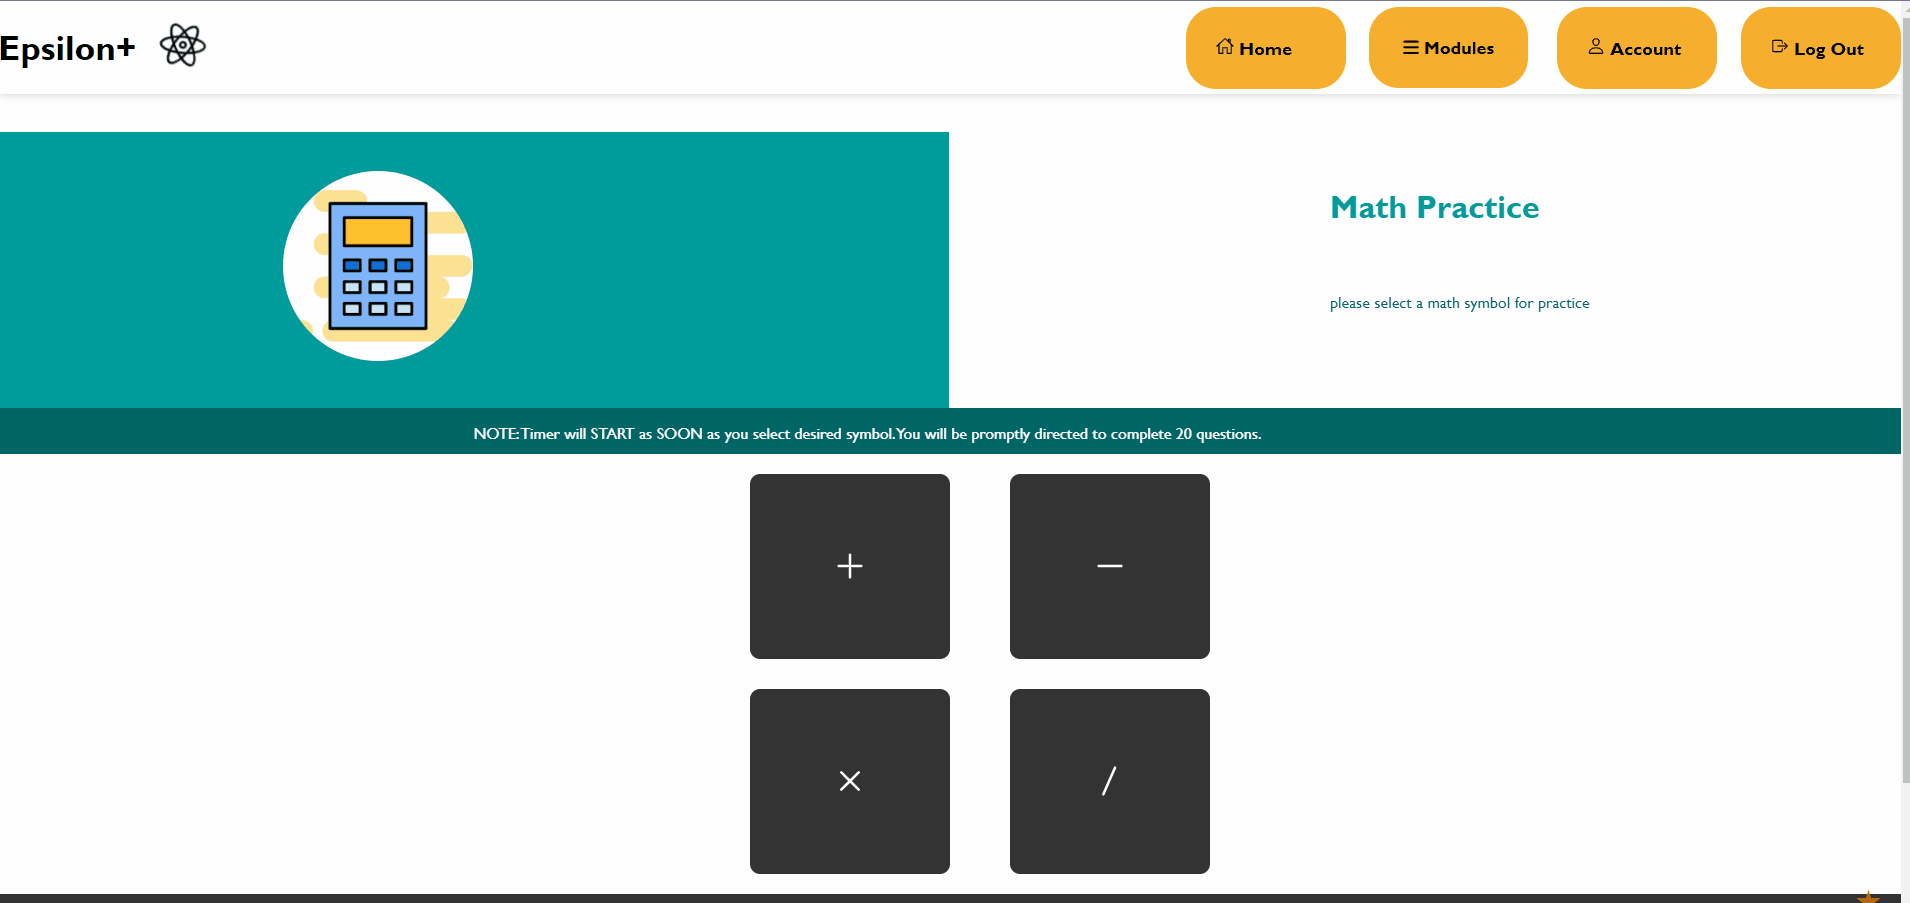 Epsilon+
Home
Modules
Account
Log Out
Math Practice
please select a math symbol for practice
NOTE: Timer will START as SOON as you select desired symbol. You will be promptly directed to complete 20 questions.
+
−
×
/